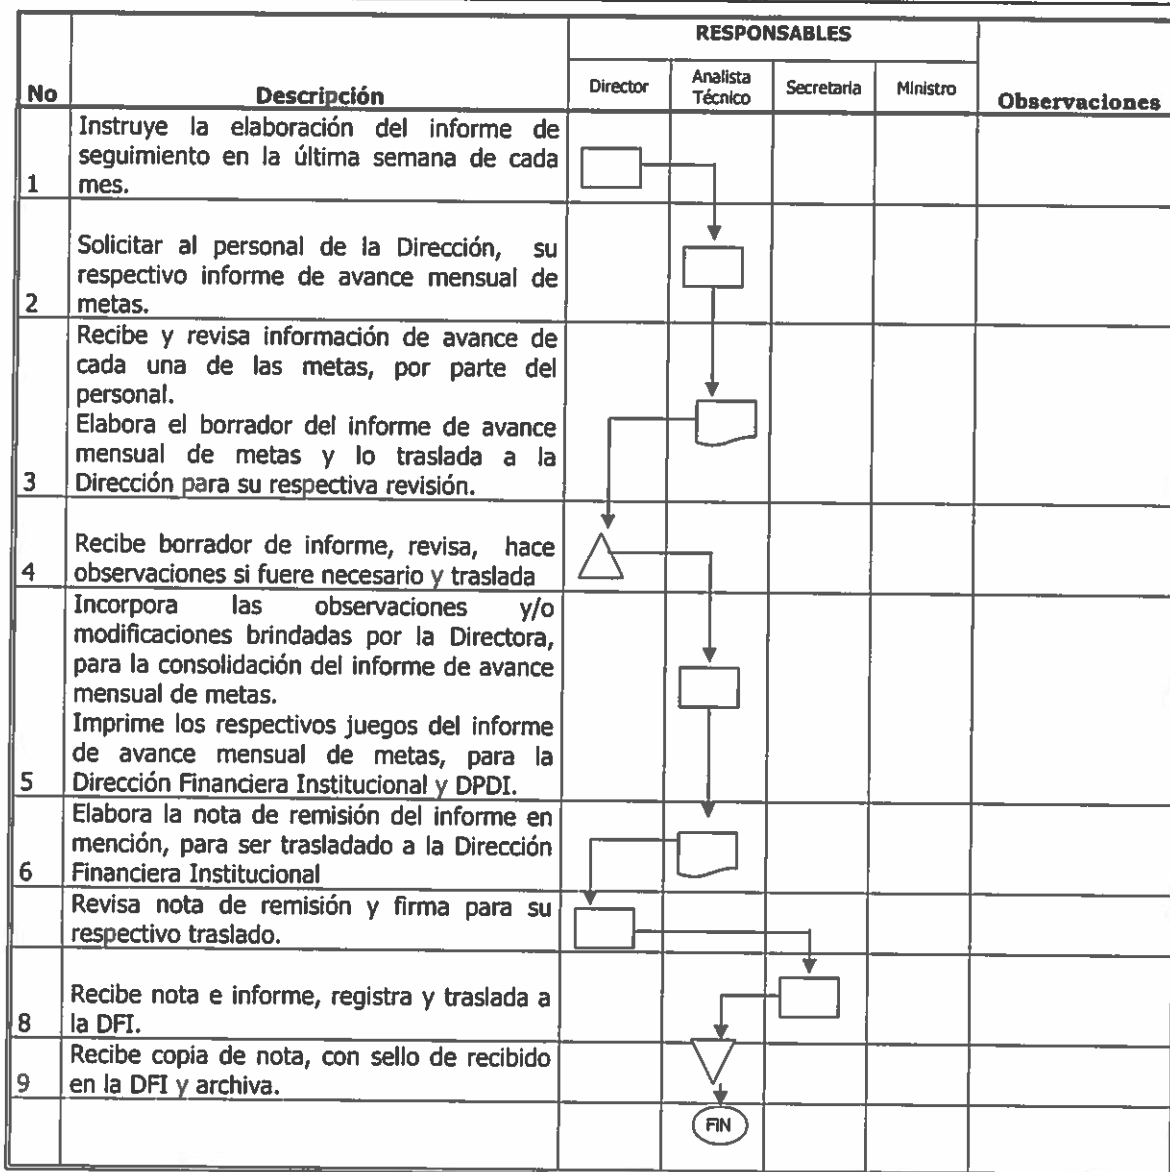 RESPONSABLES
No
Descripción
Director
Analista
Técnico
Secretaria
Ministro
Observaciones
Instruye la elaboración del informe de
seguimiento en la última semana de cada
1 mes.
Solicitar al personal de la Dirección, su
respectivo informe de avance mensual de
2 metas.
Recibe y revisa información de avance de
cada una de las metas, por parte del
personal.
Elabora el borrador del informe de avance
mensual de metas y lo traslada a la
3 Dirección para su respectiva revisión.
Recibe borrador de informe, revisa, hace
4 observaciones si fuere necesario y traslada
Incorpora las observaciones y/o
modificaciones brindadas por la Directora,
para la consolidación del informe de avance
mensual de metas.
Imprime los respectivos juegos del informe
de avance mensual de metas, para la
5 Dirección Financiera Institucional y DPDI.
Elabora la nota de remisión del informe en
mención, para ser trasladado a la Dirección
6 Financiera Institucional
Revisa nota de remisión y firma para su
respectivo traslado.
Recibe nota e informe, registra y traslada a
8 la DFI.
Recibe copia de nota, con sello de recibido
9 en la DFI y archiva.
FIN